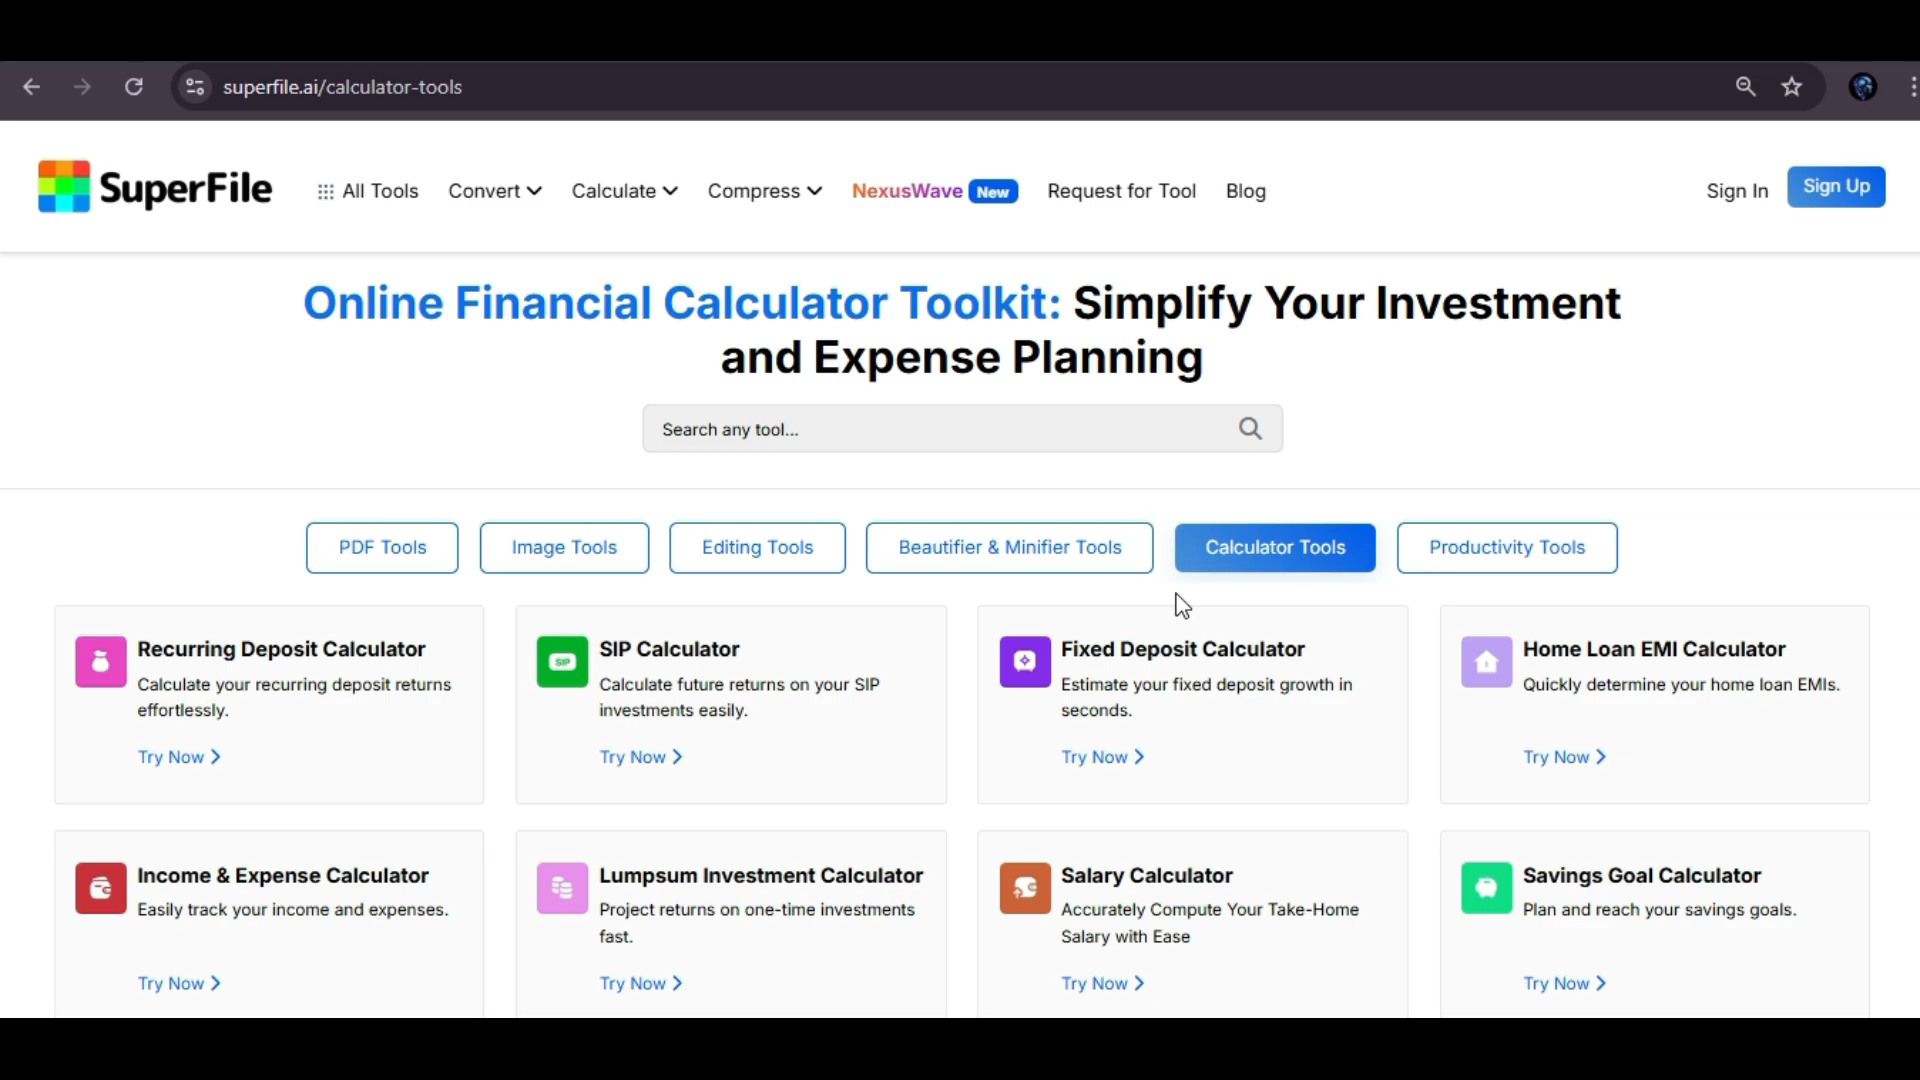 superfile.ai/calculator-tools
SuperFile
All Tools
Convert
Calculate
Compress
NexusWave New
Request for Tool
Blog
Sign In
Sign Up
Online Financial Calculator Toolkit: Simplify Your Investment
and Expense Planning
Search any tool...
PDF Tools
Image Tools
Editing Tools
Beautifier & Minifier Tools
Calculator Tools
Productivity Tools
Recurring Deposit Calculator
Calculate your recurring deposit returns
effortlessly.
Try Now
SIP
SIP Calculator
Calculate future returns on your SIP
investments easily.
Try Now
Fixed Deposit Calculator
Estimate your fixed deposit growth in
seconds.
Try Now
Home Loan EMI Calculator
Quickly determine your home loan EMIs.
Try Now
Income & Expense Calculator
Easily track your income and expenses.
Try Now
Lumpsum Investment Calculator
Project returns on one-time investments
fast.
Try Now
Salary Calculator
Accurately Compute Your Take-Home
Salary with Ease
Try Now
Savings Goal Calculator
Plan and reach your savings goals.
Try Now